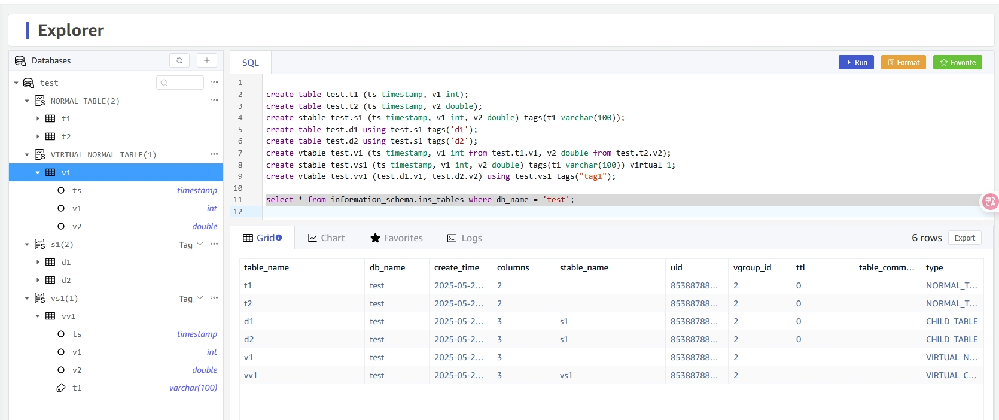 Explorer
Databases
test
NORMAL_TABLE(2)
t1
t2
VIRTUAL_NORMAL_TABLE(1)
v1
ts timestamp
v1 int
v2 double
s1(2) Tag
d1
d2
vs1(1) Tag
vv1
ts timestamp
v1 int
v2 double
t1 varchar(100)
SQL Run Format Favorite
1
2 create table test.t1 (ts timestamp, v1 int);
3 create table test.t2 (ts timestamp, v2 double);
4 create stable test.s1 (ts timestamp, v1 int, v2 double) tags(t1 varchar(100));
5 create table test.d1 using test.s1 tags('d1');
6 create table test.d2 using test.s1 tags('d2');
7 create vtable test.v1 (ts timestamp, v1 int from test.t1.v1, v2 double from test.t2.v2);
8 create stable test.vs1 (ts timestamp, v1 int, v2 double) tags(t1 varchar(100)) virtual 1;
9 create vtable test.vv1 (test.d1.v1, test.d2.v2) using test.vs1 tags("tag1");
10
11 select * from information_schema.ins_tables where db_name = 'test';
12
中A
Grid Chart Favorites Logs 6 rows Export
table_name db_name create_time columns stable_name uid vgroup_id ttl table_comm... type
t1 test 2025-05-2... 2 85388788... 2 0 NORMAL_T...
t2 test 2025-05-2... 2 85388788... 2 0 NORMAL_T...
d1 test 2025-05-2... 3 s1 85388788... 2 0 CHILD_TABLE
d2 test 2025-05-2... 3 s1 85388788... 2 0 CHILD_TABLE
v1 test 2025-05-2... 3 85388788... 2 VIRTUAL_N...
vv1 test 2025-05-2... 3 vs1 85388788... 2 VIRTUAL_C...